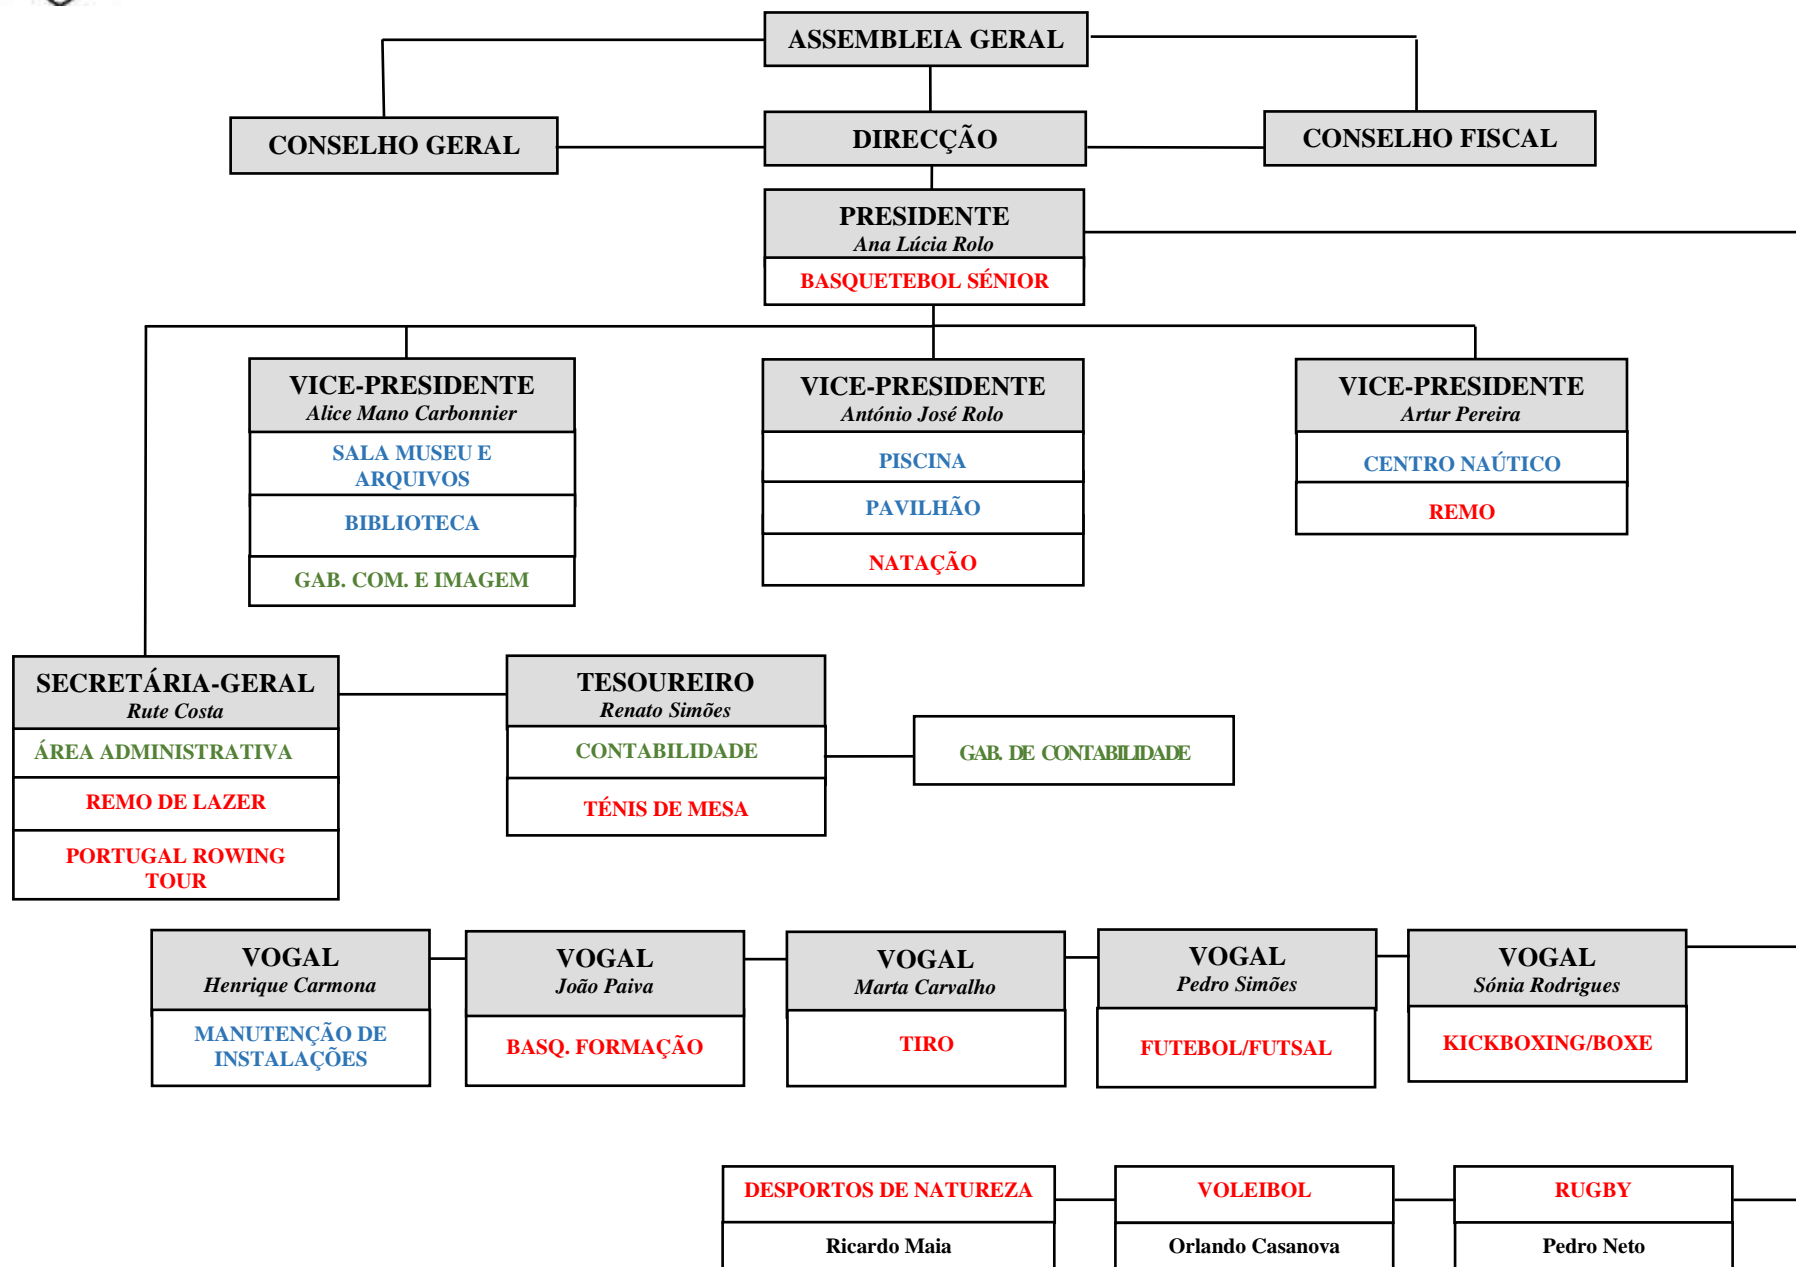 ASSEMBLEIA GERAL
CONSELHO GERAL
DIRECÇÃO
CONSELHO FISCAL
PRESIDENTE
Ana Lúcia Rolo
BASQUETEBOL SÉNIOR
VICE-PRESIDENTE
Alice Mano Carbonnier
SALA MUSEU E
ARQUIVOS
BIBLIOTECA
GAB. COM. E IMAGEM
VICE-PRESIDENTE
António José Rolo
PISCINA
PAVILHÃO
NATAÇÃO
VICE-PRESIDENTE
Artur Pereira
CENTRO NAÚTICO
REMO
SECRETÁRIA-GERAL
Rute Costa
ÁREA ADMINISTRATIVA
REMO DE LAZER
PORTUGAL ROWING
TOUR
TESOUREIRO
Renato Simões
CONTABILIDADE
TÉNIS DE MESA
GAB. DE CONTABILIDADE
VOGAL
Henrique Carmona
MANUTENÇÃO DE
INSTALAÇÕES
VOGAL
João Paiva
BASQ. FORMAÇÃO
VOGAL
Marta Carvalho
TIRO
VOGAL
Pedro Simões
FUTEBOL/FUTSAL
VOGAL
Sónia Rodrigues
KICKBOXING/BOXE
DESPORTOS DE NATUREZA
Ricardo Maia
VOLEIBOL
Orlando Casanova
RUGBY
Pedro Neto